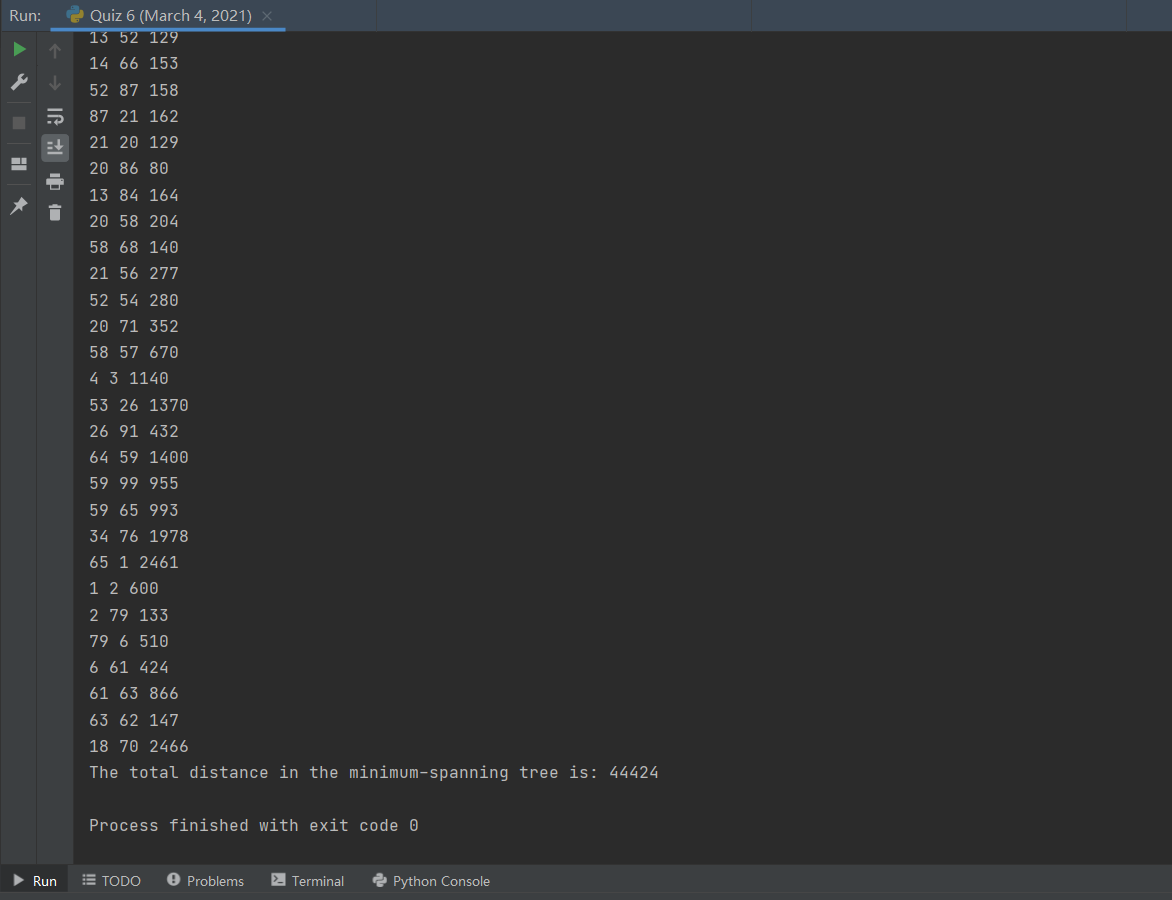 Run: Quiz 6 (March 4, 2021)
13 52 129
14 66 153
52 87 158
87 21 162
21 20 129
20 86 80
13 84 164
20 58 204
58 68 140
21 56 277
52 54 280
20 71 352
58 57 670
4 3 1140
53 26 1370
26 91 432
64 59 1400
59 99 955
59 65 993
34 76 1978
65 1 2461
1 2 600
2 79 133
79 6 510
6 61 424
61 63 866
63 62 147
18 70 2466
The total distance in the minimum-spanning tree is: 44424
Process finished with exit code 0
Run TODO Problems Terminal Python Console